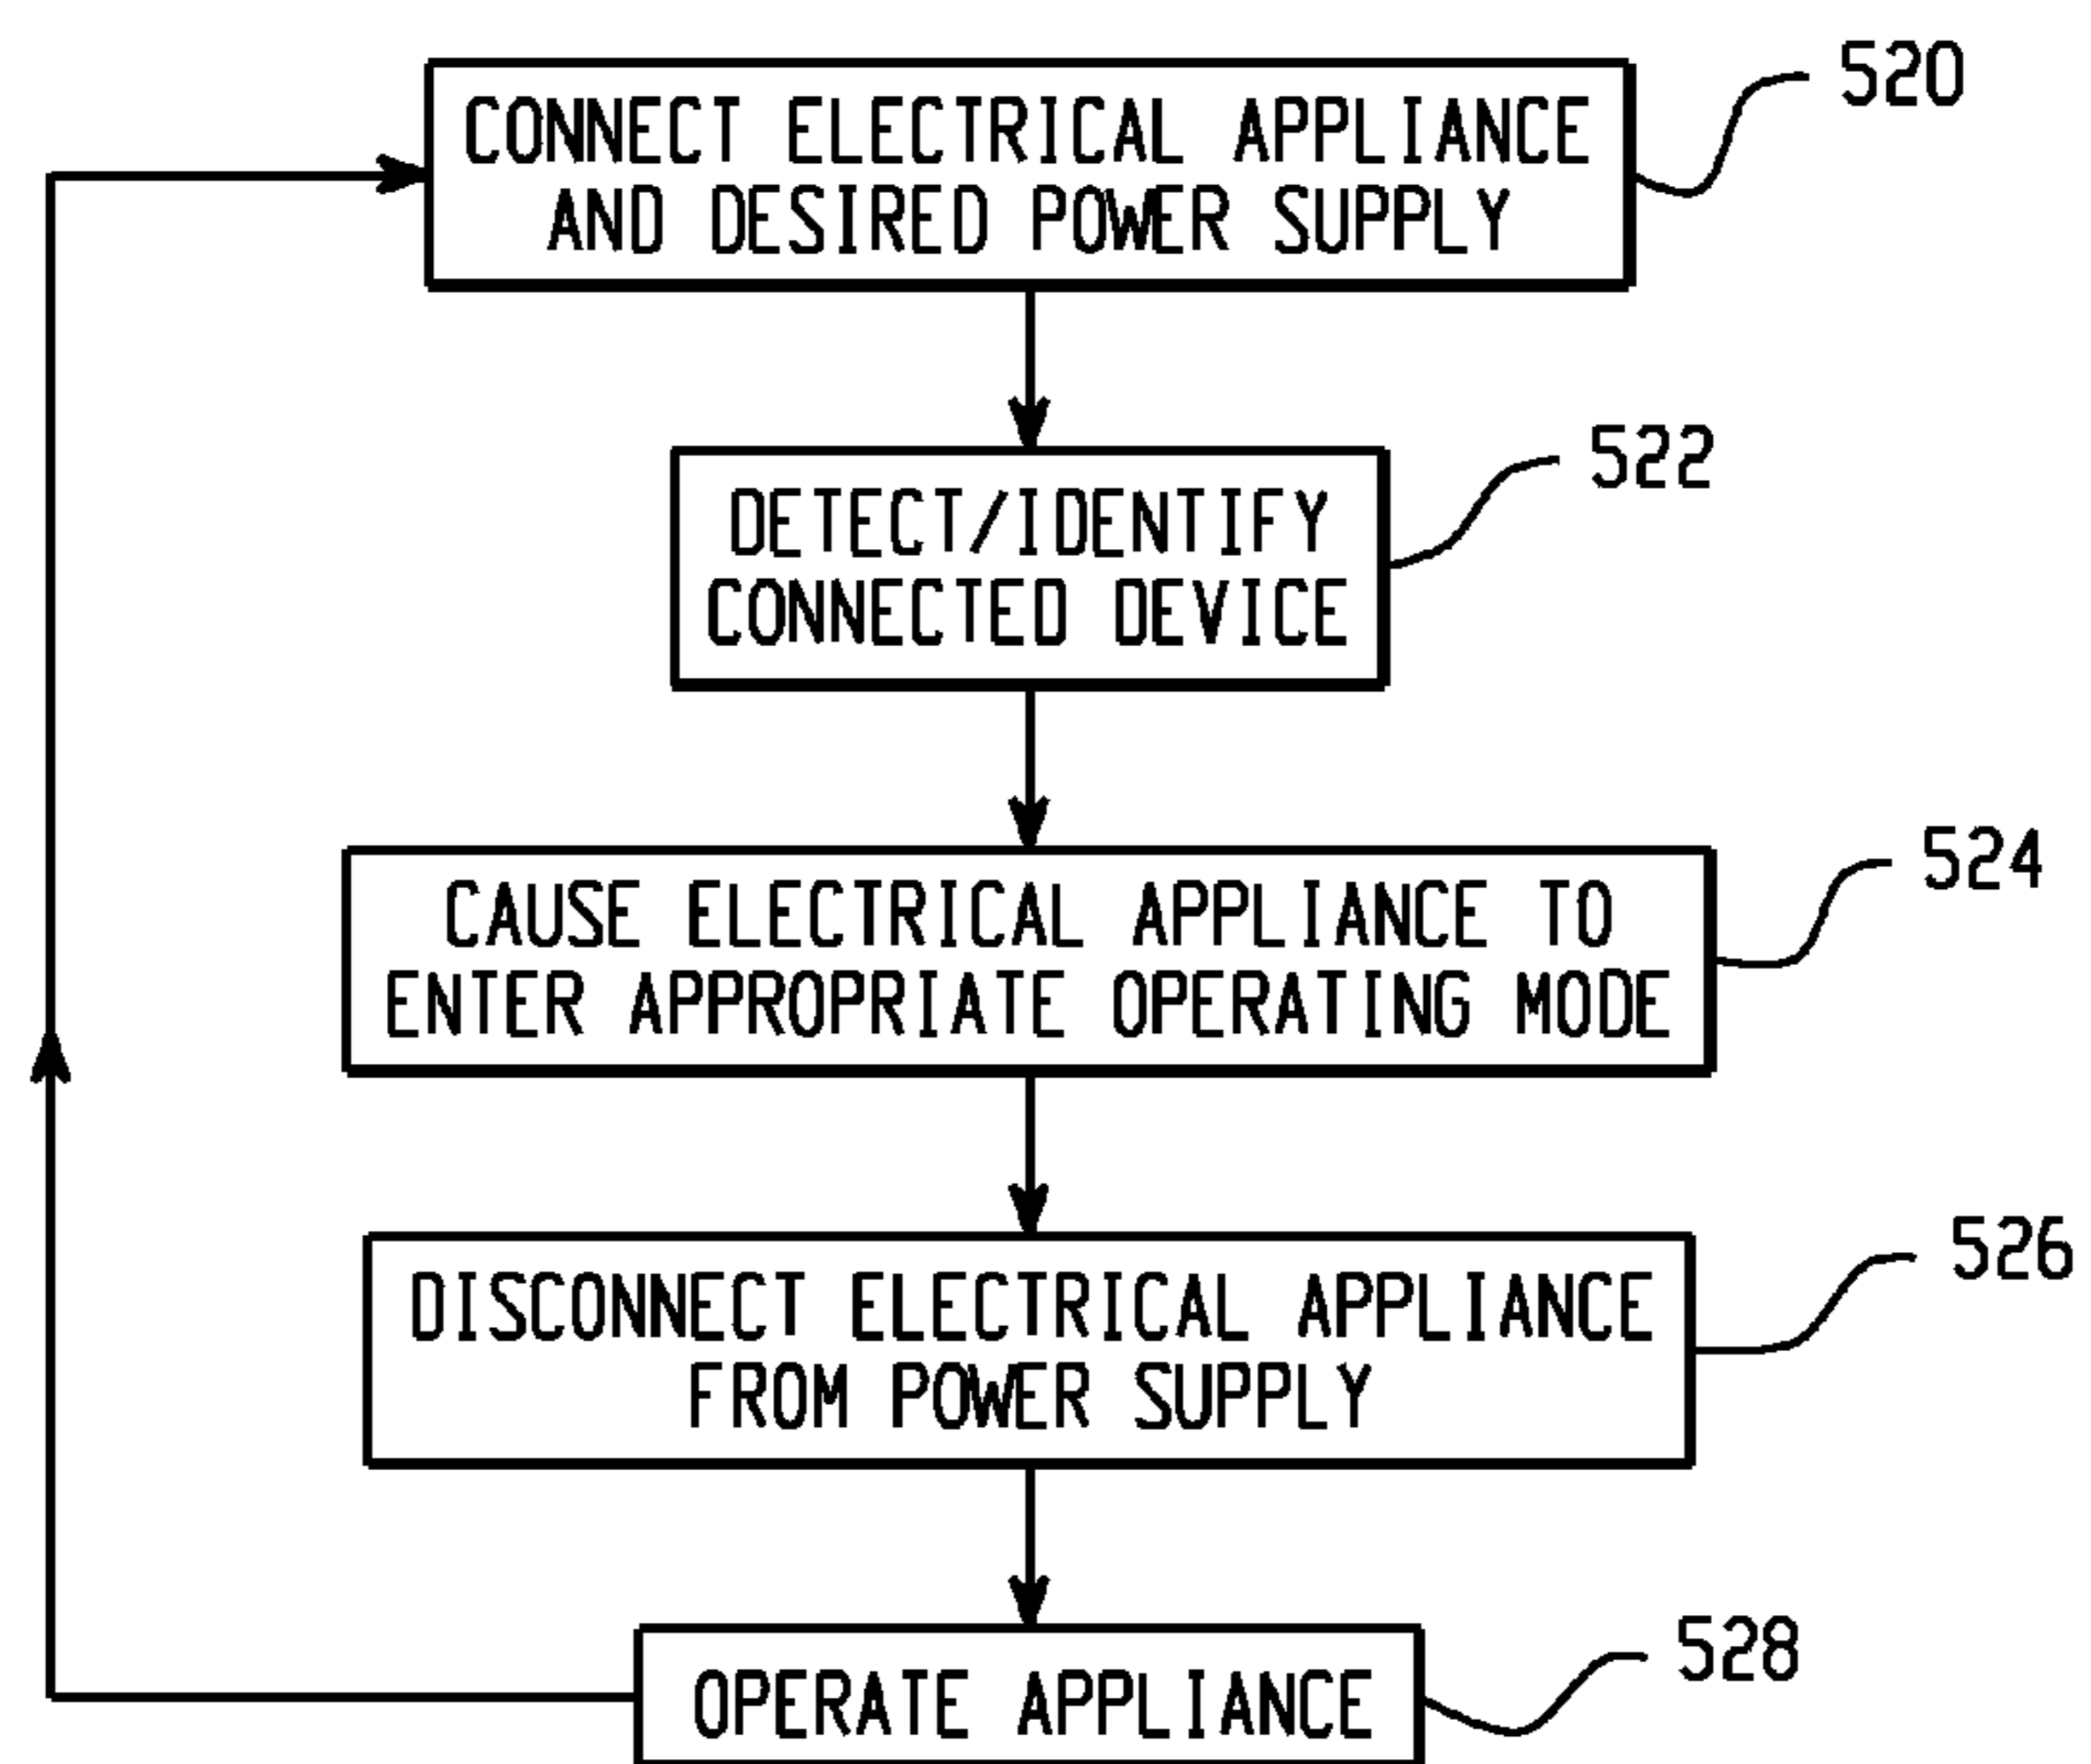 CONNECT ELECTRICAL APPLIANCE
AND DESIRED POWER SUPPLY
520
DETECT/IDENTIFY
CONNECTED DEVICE
522
CAUSE ELECTRICAL APPLIANCE TO
ENTER APPROPRIATE OPERATING MODE
524
DISCONNECT ELECTRICAL APPLIANCE
FROM POWER SUPPLY
526
OPERATE APPLIANCE
528